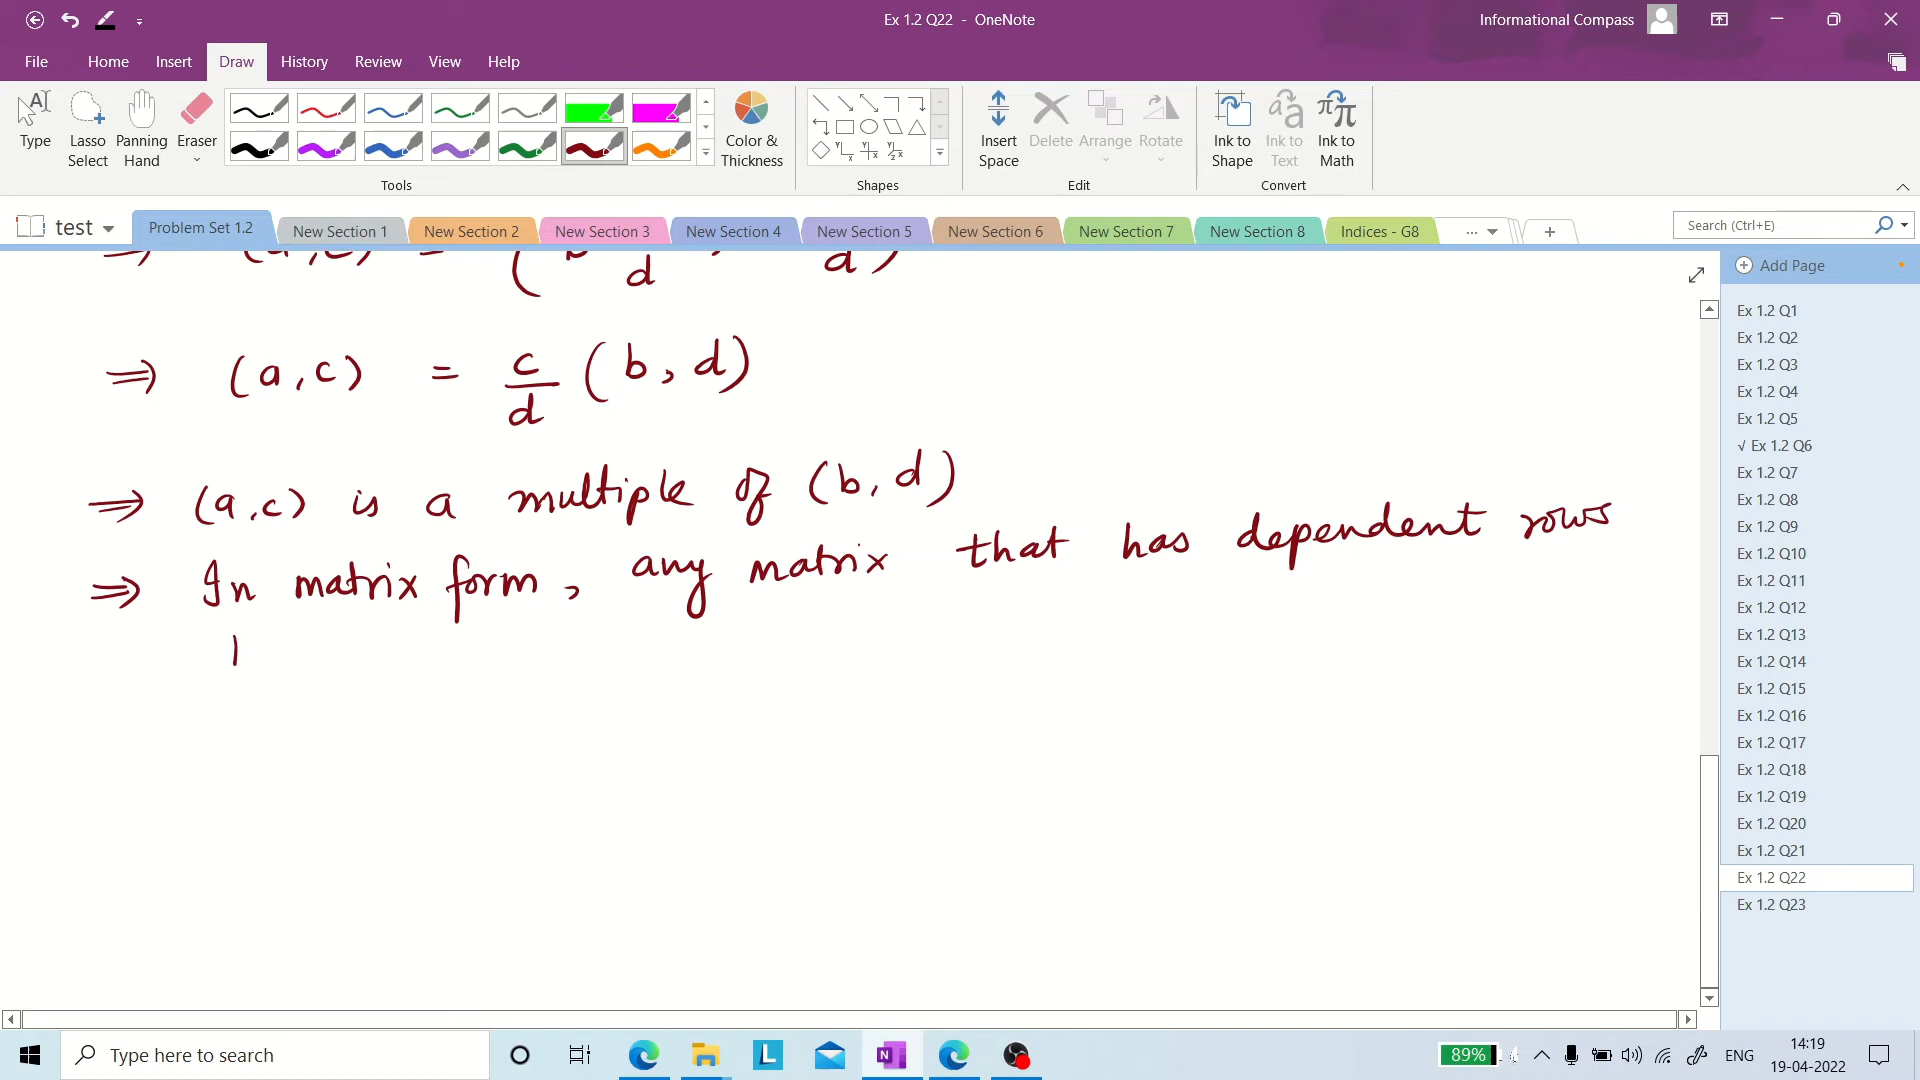 Ex 1.2 Q22 - OneNote
Informational Compass
File Home Insert Draw History Review View Help
Type
Lasso Select
Panning Hand
Eraser
Color & Thickness
Insert Space
Delete
Arrange
Rotate
Ink to Shape
Ink to Text
Ink to Math
Tools
Shapes
Edit
Convert
test
Problem Set 1.2
New Section 1
New Section 2
New Section 3
New Section 4
New Section 5
New Section 6
New Section 7
New Section 8
Indices - G8
Search (Ctrl+E)
⇒ (a,c) = c/d (b,d)
⇒ (a,c) is a multiple of (b,d)
⇒ In matrix form, any matrix that has dependent rows
Add Page
Ex 1.2 Q1
Ex 1.2 Q2
Ex 1.2 Q3
Ex 1.2 Q4
Ex 1.2 Q5
√ Ex 1.2 Q6
Ex 1.2 Q7
Ex 1.2 Q8
Ex 1.2 Q9
Ex 1.2 Q10
Ex 1.2 Q11
Ex 1.2 Q12
Ex 1.2 Q13
Ex 1.2 Q14
Ex 1.2 Q15
Ex 1.2 Q16
Ex 1.2 Q17
Ex 1.2 Q18
Ex 1.2 Q19
Ex 1.2 Q20
Ex 1.2 Q21
Ex 1.2 Q22
Ex 1.2 Q23
Type here to search
89%
ENG
14:19
19-04-2022